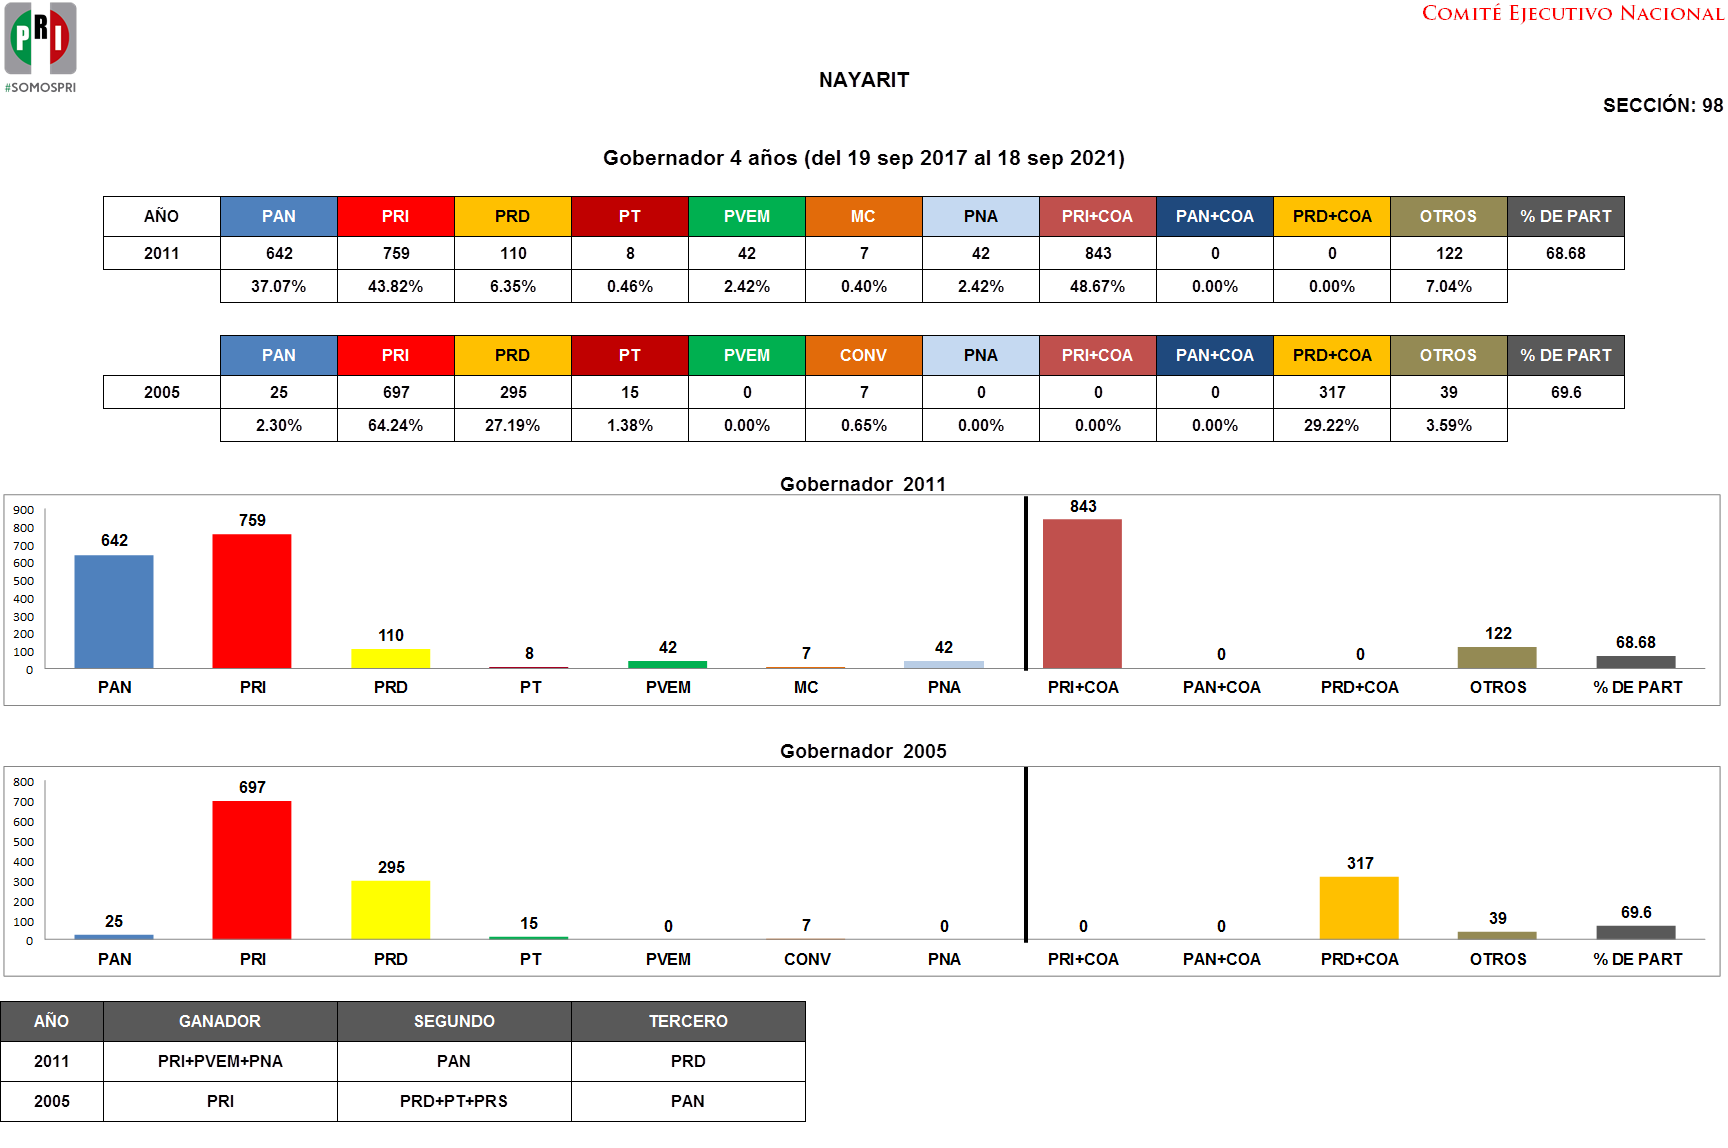 PRI
#SOMOSPRI
COMITÉ EJECUTIVO NACIONAL
NAYARIT
SECCIÓN: 98
Gobernador 4 años (del 19 sep 2017 al 18 sep 2021)
AÑO PAN PRI PRD PT PVEM MC PNA PRI+COA PAN+COA PRD+COA OTROS % DE PART
2011 642 759 110 8 42 7 42 843 0 0 122 68.68
37.07% 43.82% 6.35% 0.46% 2.42% 0.40% 2.42% 48.67% 0.00% 0.00% 7.04%
PAN PRI PRD PT PVEM CONV PNA PRI+COA PAN+COA PRD+COA OTROS % DE PART
2005 25 697 295 15 0 7 0 0 0 317 39 69.6
2.30% 64.24% 27.19% 1.38% 0.00% 0.65% 0.00% 0.00% 0.00% 29.22% 3.59%
Gobernador 2011
900
800
700
600
500
400
300
200
100
0
642 759 110 8 42 7 42 843 0 0 122 68.68
PAN PRI PRD PT PVEM MC PNA PRI+COA PAN+COA PRD+COA OTROS % DE PART
Gobernador 2005
800
700
600
500
400
300
200
100
0
25 697 295 15 0 7 0 0 0 317 39 69.6
PAN PRI PRD PT PVEM CONV PNA PRI+COA PAN+COA PRD+COA OTROS % DE PART
AÑO GANADOR SEGUNDO TERCERO
2011 PRI+PVEM+PNA PAN PRD
2005 PRI PRD+PT+PRS PAN